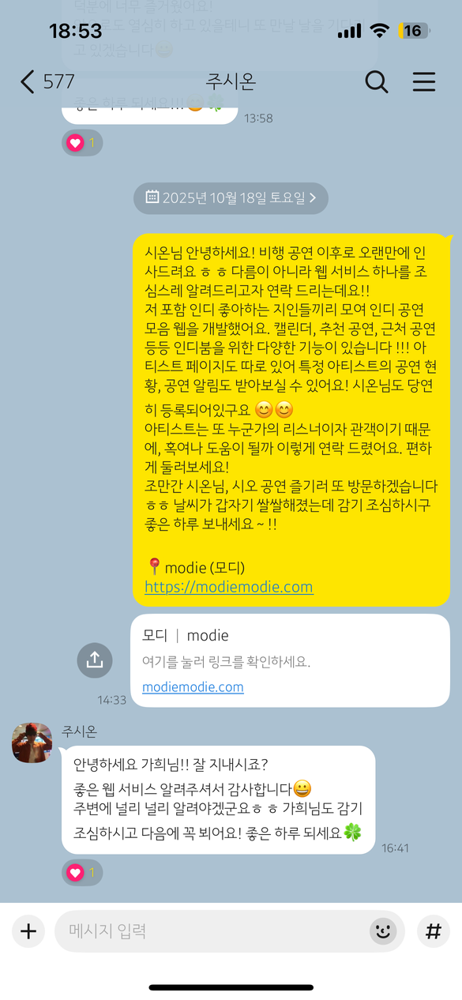 덕분에 너무 즐거웠어요!
18:53
16
고 있겠습니다😄
577
주시온
좋은 하루 되세요!!!😊🍀
13:58
1
2025년 10월 18일 토요일
시온님 안녕하세요! 비행 공연 이후로 오랜만에 인
사드려요 ㅎ ㅎ 다름이 아니라 웹 서비스 하나를 조
심스레 알려드리고자 연락 드리는데요!!
저 포함 인디 좋아하는 지인들끼리 모여 인디 공연
모음 웹을 개발했어요. 캘린더, 추천 공연, 근처 공연
등등 인디붐을 위한 다양한 기능이 있습니다 !!! 아
티스트 페이지도 따로 있어 특정 아티스트의 공연 현
황, 공연 알림도 받아보실 수 있어요! 시온님도 당연
히 등록되어있구요 😊😊
아티스트는 또 누군가의 리스너이자 관객이기 때문
에, 혹여나 도움이 될까 이렇게 연락 드렸어요. 편하
게 둘러보세요!
조만간 시온님, 시오 공연 즐기러 또 방문하겠습니다
ㅎㅎ 날씨가 갑자기 쌀쌀해졌는데 감기 조심하시구
좋은 하루 보내세요 ~ !!
📍modie (모디)
https://modiemodie.com
모디 | modie
여기를 눌러 링크를 확인하세요.
modiemodie.com
14:33
주시온
안녕하세요 가희님!! 잘 지내시죠?
좋은 웹 서비스 알려주셔서 감사합니다😀
주변에 널리 널리 알려야겠군요ㅎ ㅎ 가희님도 감기
조심하시고 다음에 꼭 뵈어요! 좋은 하루 되세요🍀
16:41
1
메시지 입력